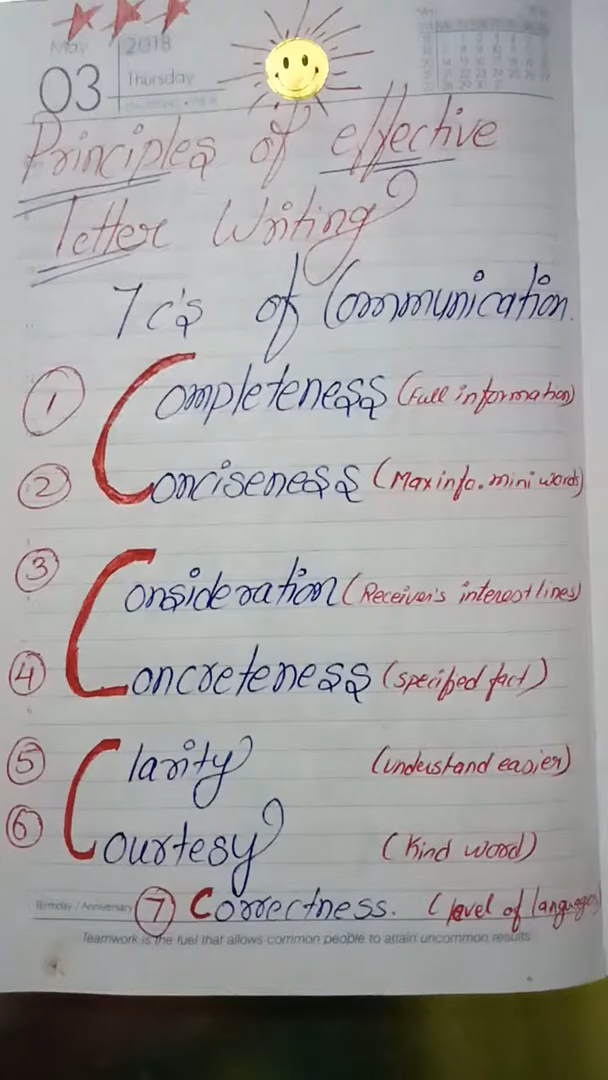 May 2018
03 Thursday
Principles of effective
letter Writing
7 c's of Communication.
1 Completeness (Full information)
2 Conciseness (Max info. mini words)
3 Consideration (Receiver's interest lines)
4 Concreteness (specified fact)
5 Clarity (understand easier)
6 Courtesy (Kind word)
Birthday / Anniversary 7 Correctness. (level of language)
Teamwork is the fuel that allows common people to attain uncommon results